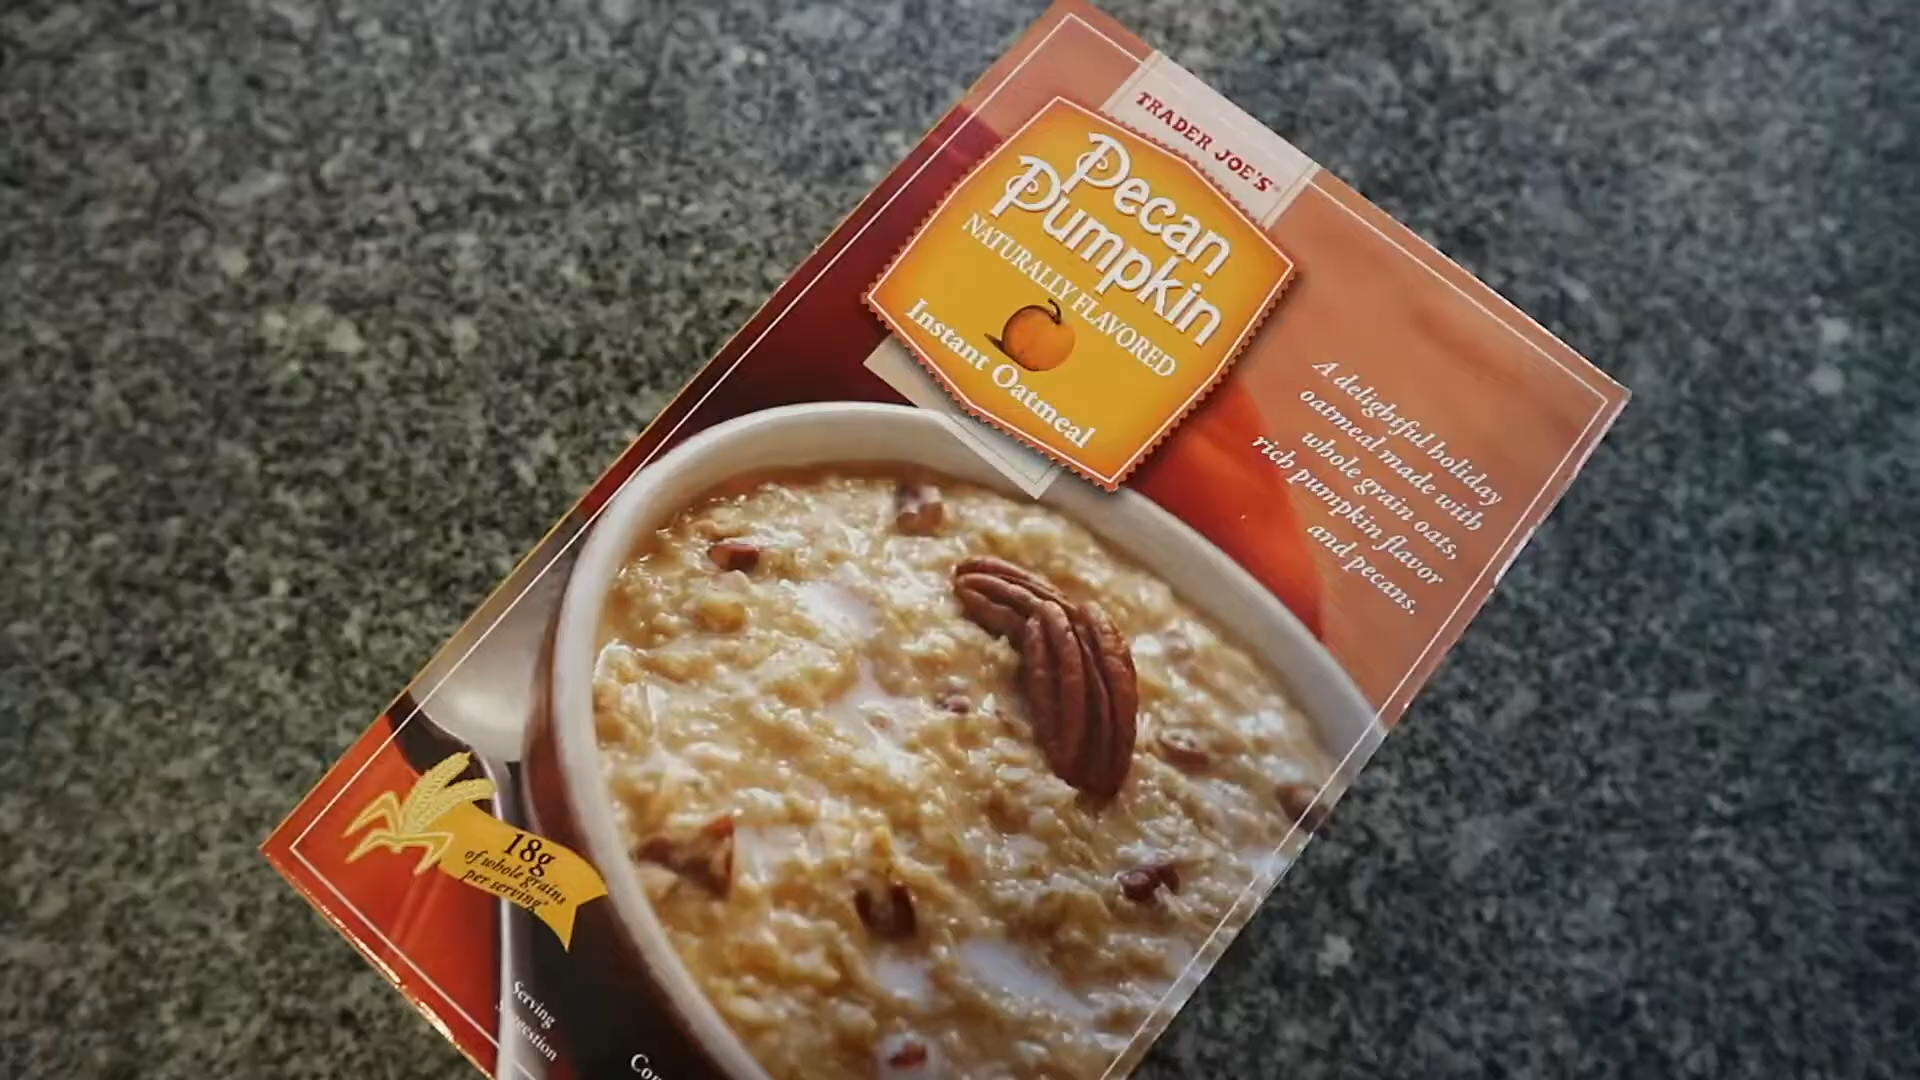 TRADER JOE'S
Pecan
Pumpkin
NATURALLY FLAVORED
Instant Oatmeal
A delightful holiday
oatmeal made with
whole grain oats,
rich pumpkin flavor
and pecans.
18g
of whole grains
per serving*
Serving